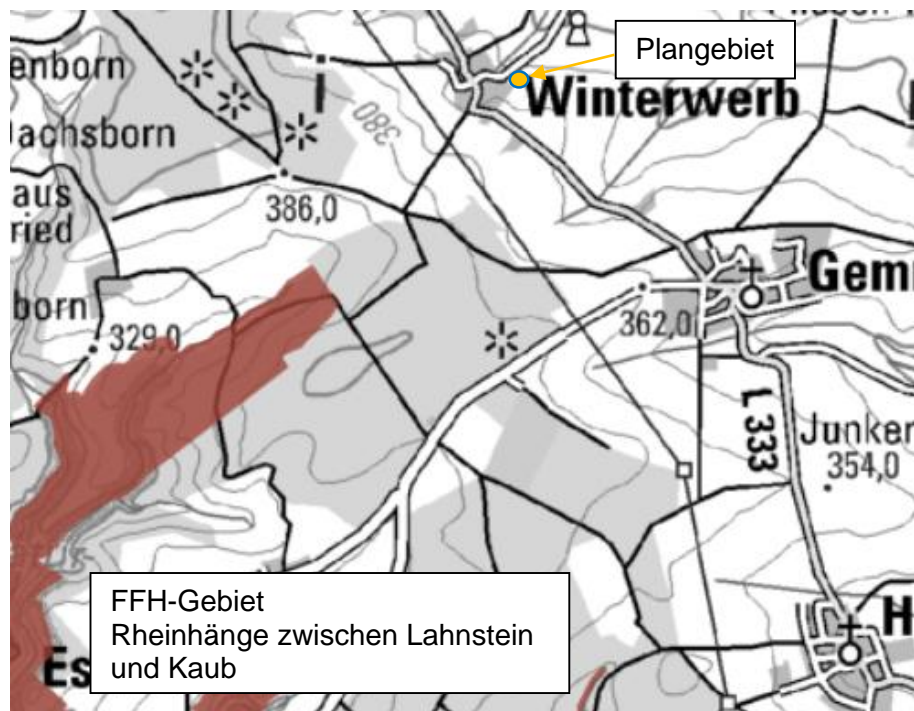 Plangebiet
enborn
Winterwerb
achsborn
380
aus
ried
386,0
Gem
born
329,0
362,0
L 333
Junker
354,0
FFH-Gebiet
Rheinhänge zwischen Lahnstein
und Kaub
H
Es